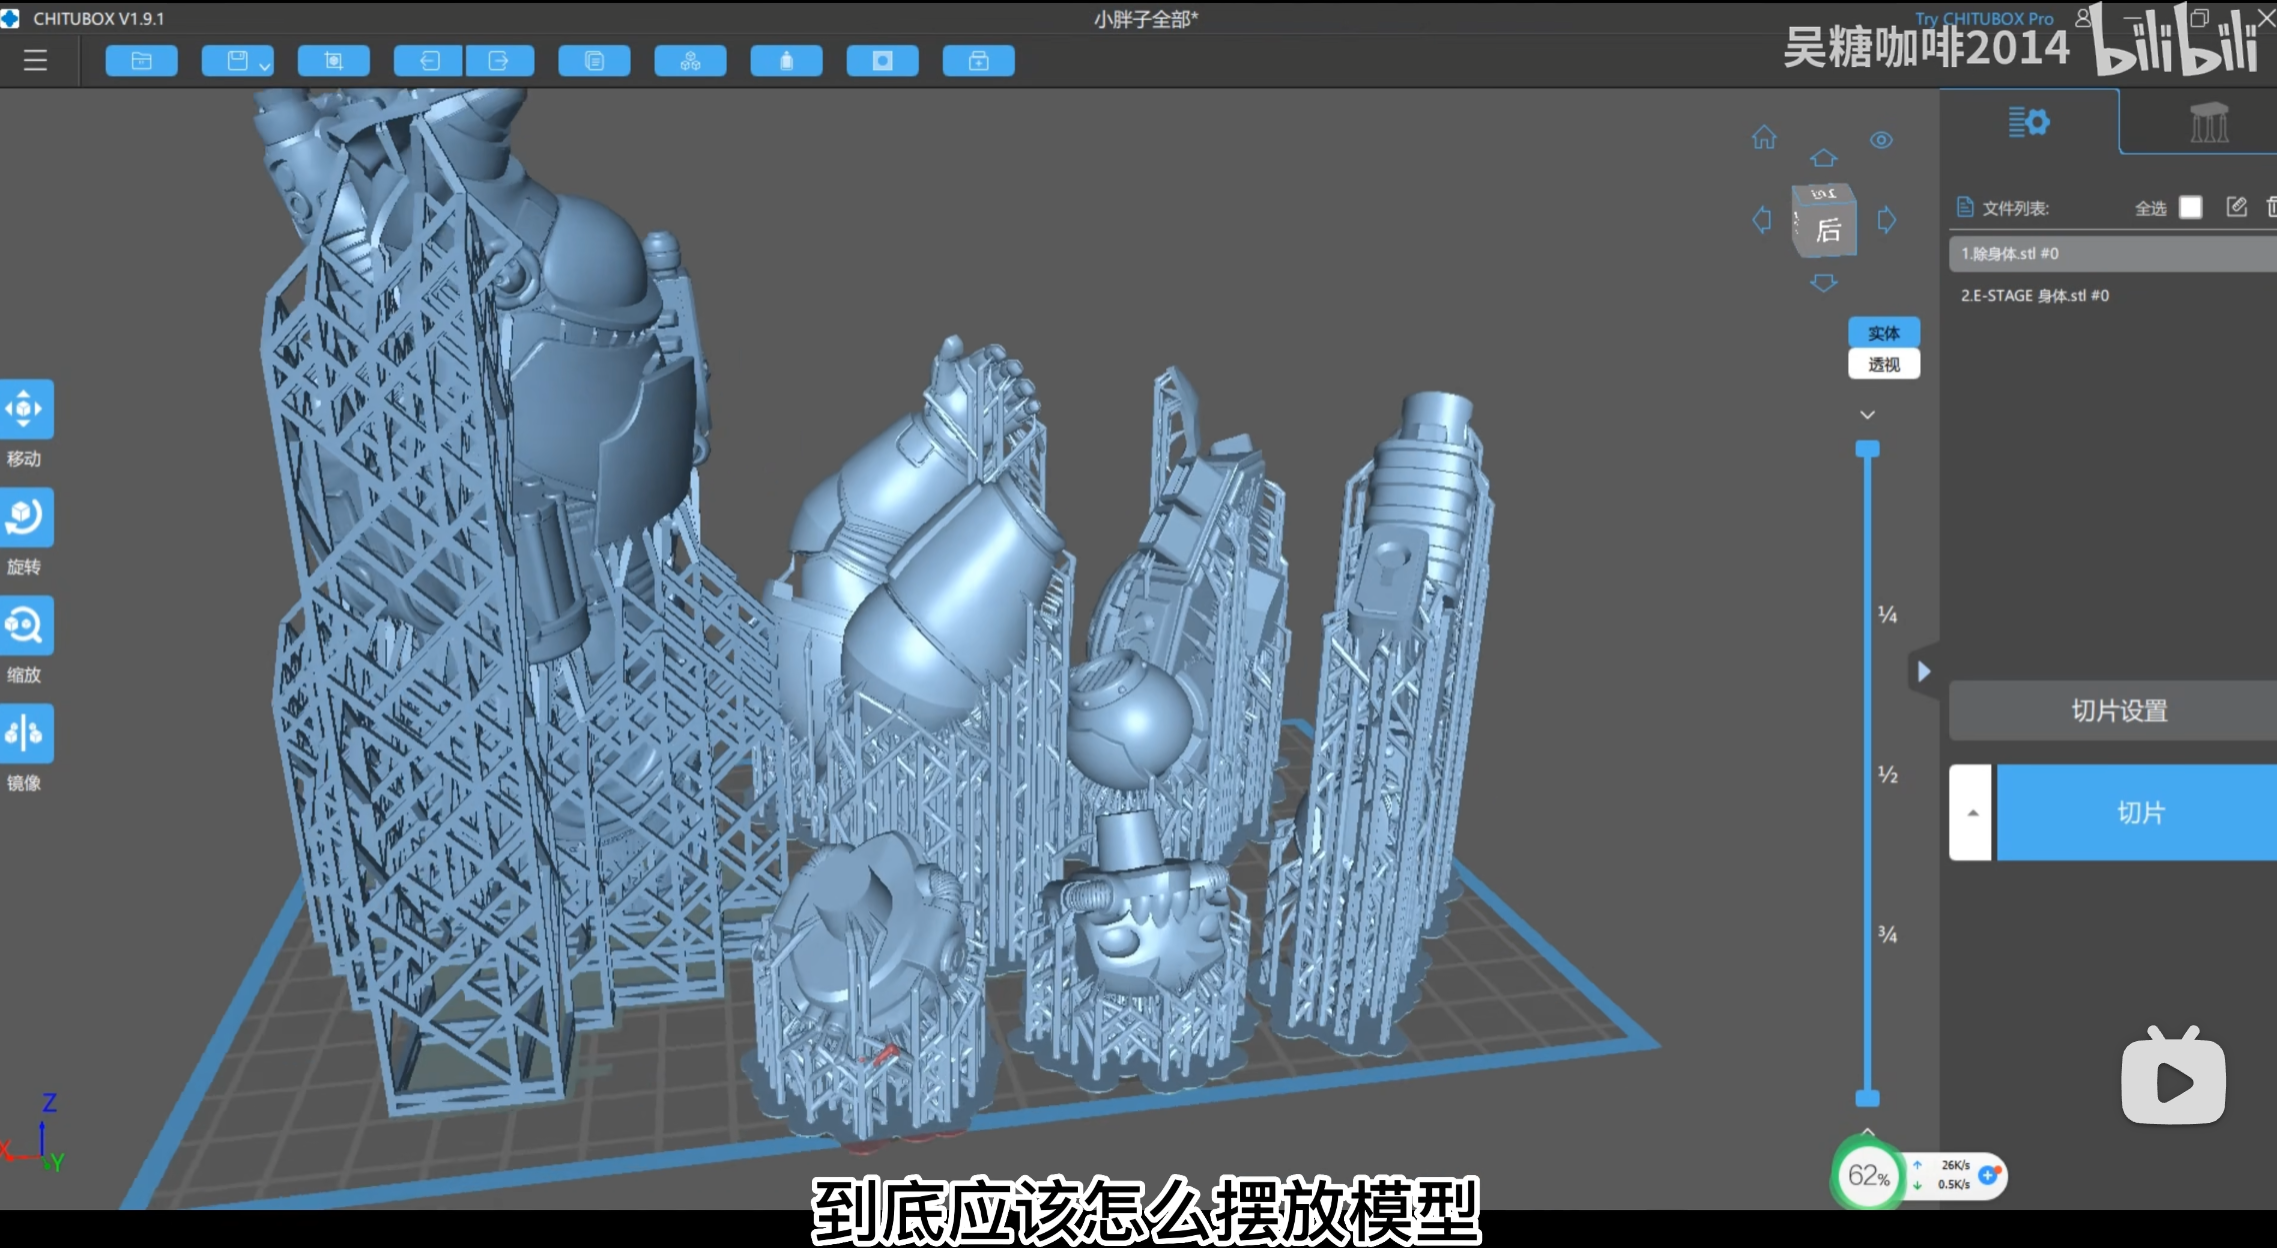 CHITUBOX V1.9.1
小胖子全部*
Try CHITUBOX Pro
吴糖咖啡2014
bilibili
后
文件列表:
全选
1.除身体.stl #0
2.E-STAGE 身体.stl #0
实体
透视
移动
旋转
缩放
镜像
1/4
1/2
3/4
切片设置
切片
Z
X
Y
62%
26K/s
0.5K/s
到底应该怎么摆放模型